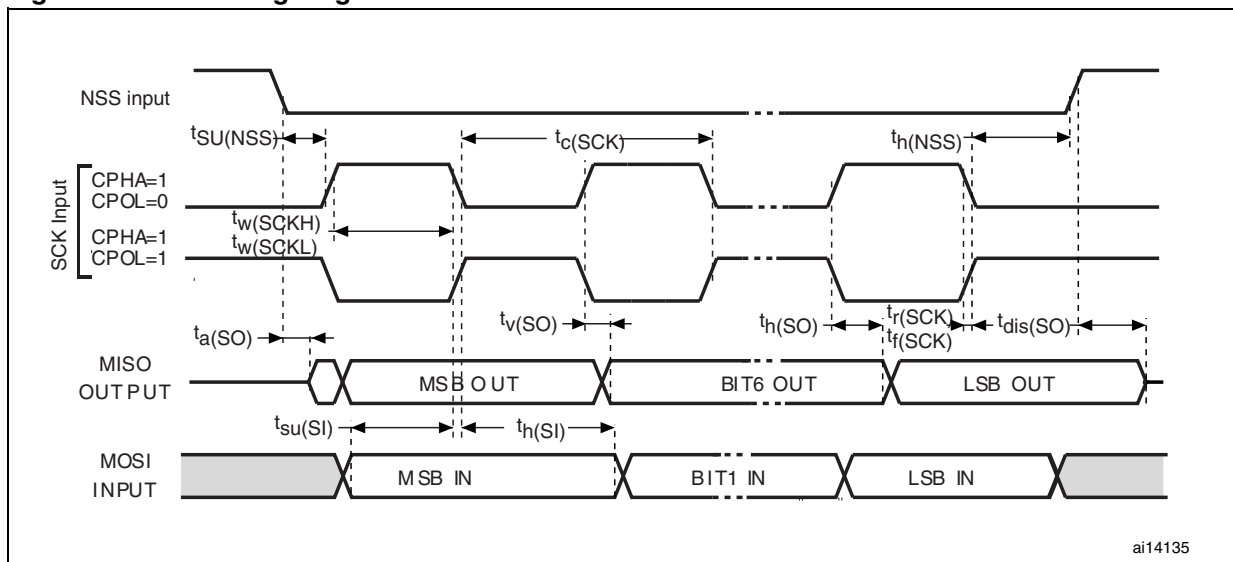 NSS input
tSU(NSS)
tc(SCK)
th(NSS)
SCK Input
CPHA=1
CPOL=0
tw(SCKH)
tw(SCKL)
CPHA=1
CPOL=1
ta(SO)
tv(SO)
th(SO)
tr(SCK)
tf(SCK)
tdis(SO)
MISO
OUTPUT
MSB OUT
BIT6 OUT
LSB OUT
tsu(SI)
th(SI)
MOSI
INPUT
MSB IN
BIT1 IN
LSB IN
ai14135